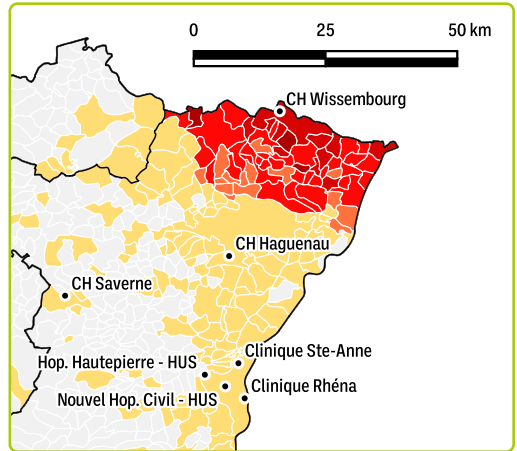 0 25 50 km
CH Wissembourg
CH Haguenau
CH Saverne
Clinique Ste-Anne
Hop. Hautepierre - HUS
Clinique Rhéna
Nouvel Hop. Civil - HUS